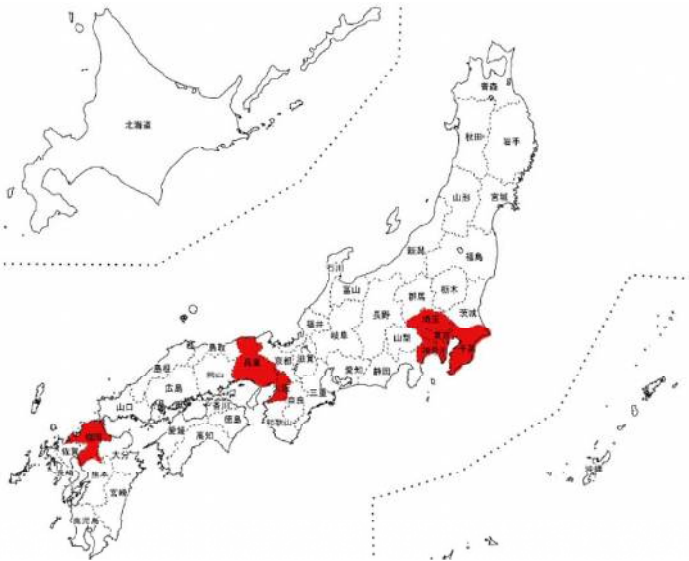 北海道
青森
秋田
岩手
山形
宮城
新潟
福島
石川
富山
群馬
栃木
茨城
長野
埼玉
東京
福井
岐阜
山梨
神奈川
千葉
鳥取
兵庫
京都
滋賀
愛知
静岡
島根
岡山
広島
大阪
奈良
三重
山口
香川
徳島
和歌山
愛媛
高知
福岡
佐賀
大分
長崎
熊本
宮崎
鹿児島
沖縄